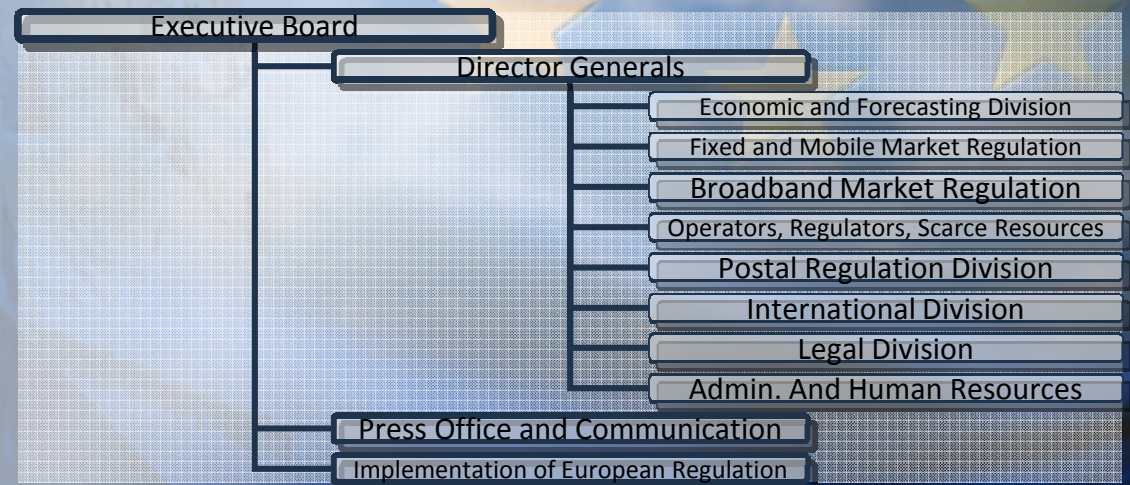 Executive Board
Director Generals
Economic and Forecasting Division
Fixed and Mobile Market Regulation
Broadband Market Regulation
Operators, Regulators, Scarce Resources
Postal Regulation Division
International Division
Legal Division
Admin. And Human Resources
Press Office and Communication
Implementation of European Regulation